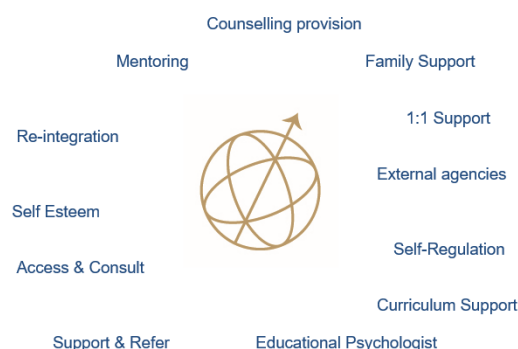 Counselling provision
Mentoring
Family Support
1:1 Support
Re-integration
External agencies
Self Esteem
Self-Regulation
Access & Consult
Curriculum Support
Support & Refer
Educational Psychologist